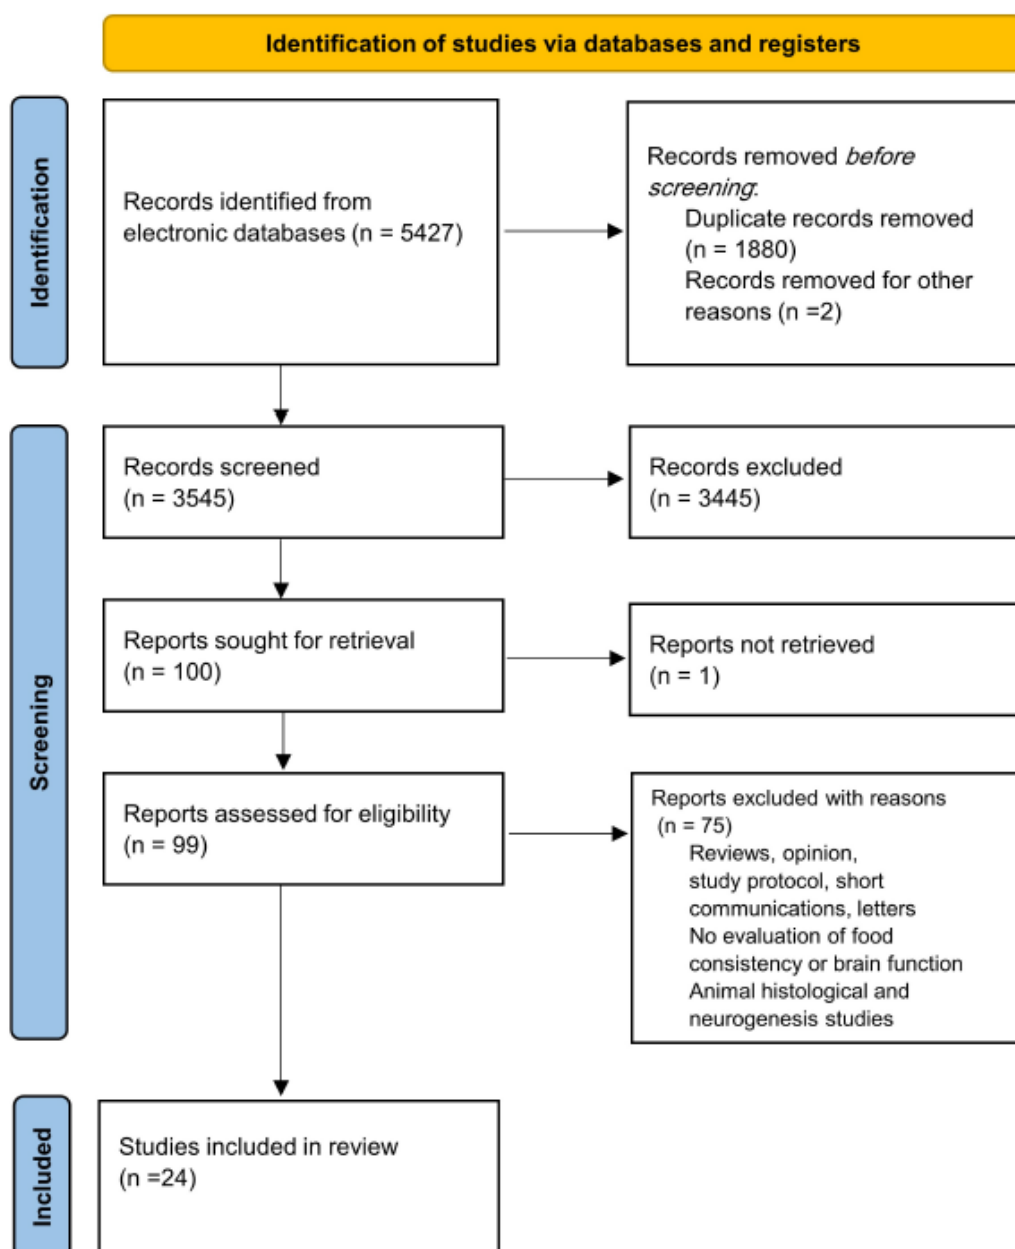 Identification of studies via databases and registers
Identification
Records identified from
electronic databases (n = 5427)
Records removed before
screening:
Duplicate records removed
(n = 1880)
Records removed for other
reasons (n =2)
Screening
Records screened
(n = 3545)
Records excluded
(n = 3445)
Reports sought for retrieval
(n = 100)
Reports not retrieved
(n = 1)
Reports assessed for eligibility
(n = 99)
Reports excluded with reasons
(n = 75)
Reviews, opinion,
study protocol, short
communications, letters
No evaluation of food
consistency or brain function
Animal histological and
neurogenesis studies
Included
Studies included in review
(n =24)